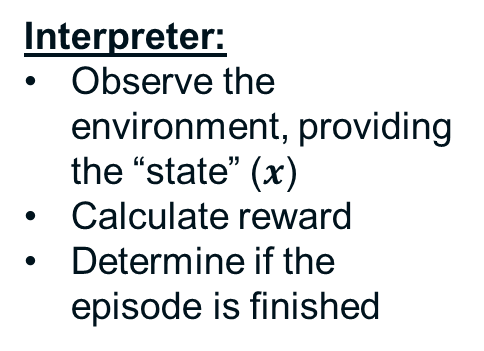 Interpreter:
• Observe the
environment, providing
the “state” (x)
• Calculate reward
• Determine if the
episode is finished